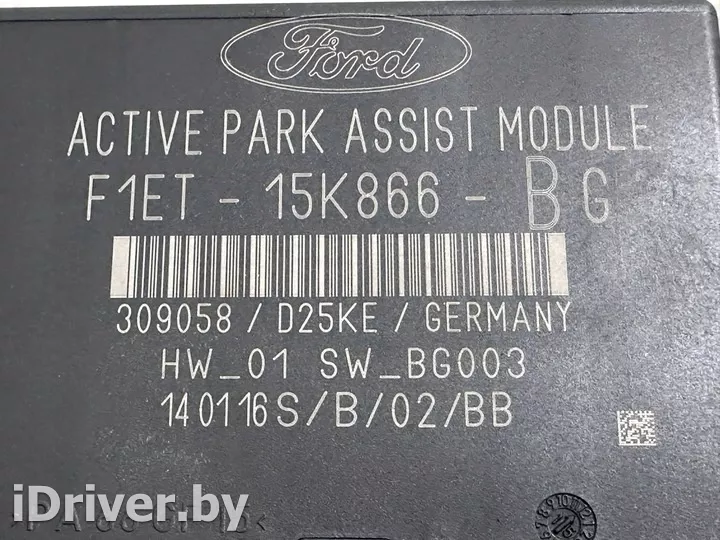 Ford
ACTIVE PARK ASSIST MODULE
F1ET - 15K866 - BG
309058 / D25KE / GERMANY
HW_01 SW_BG003
140116S/B/02/BB
iDriver.by